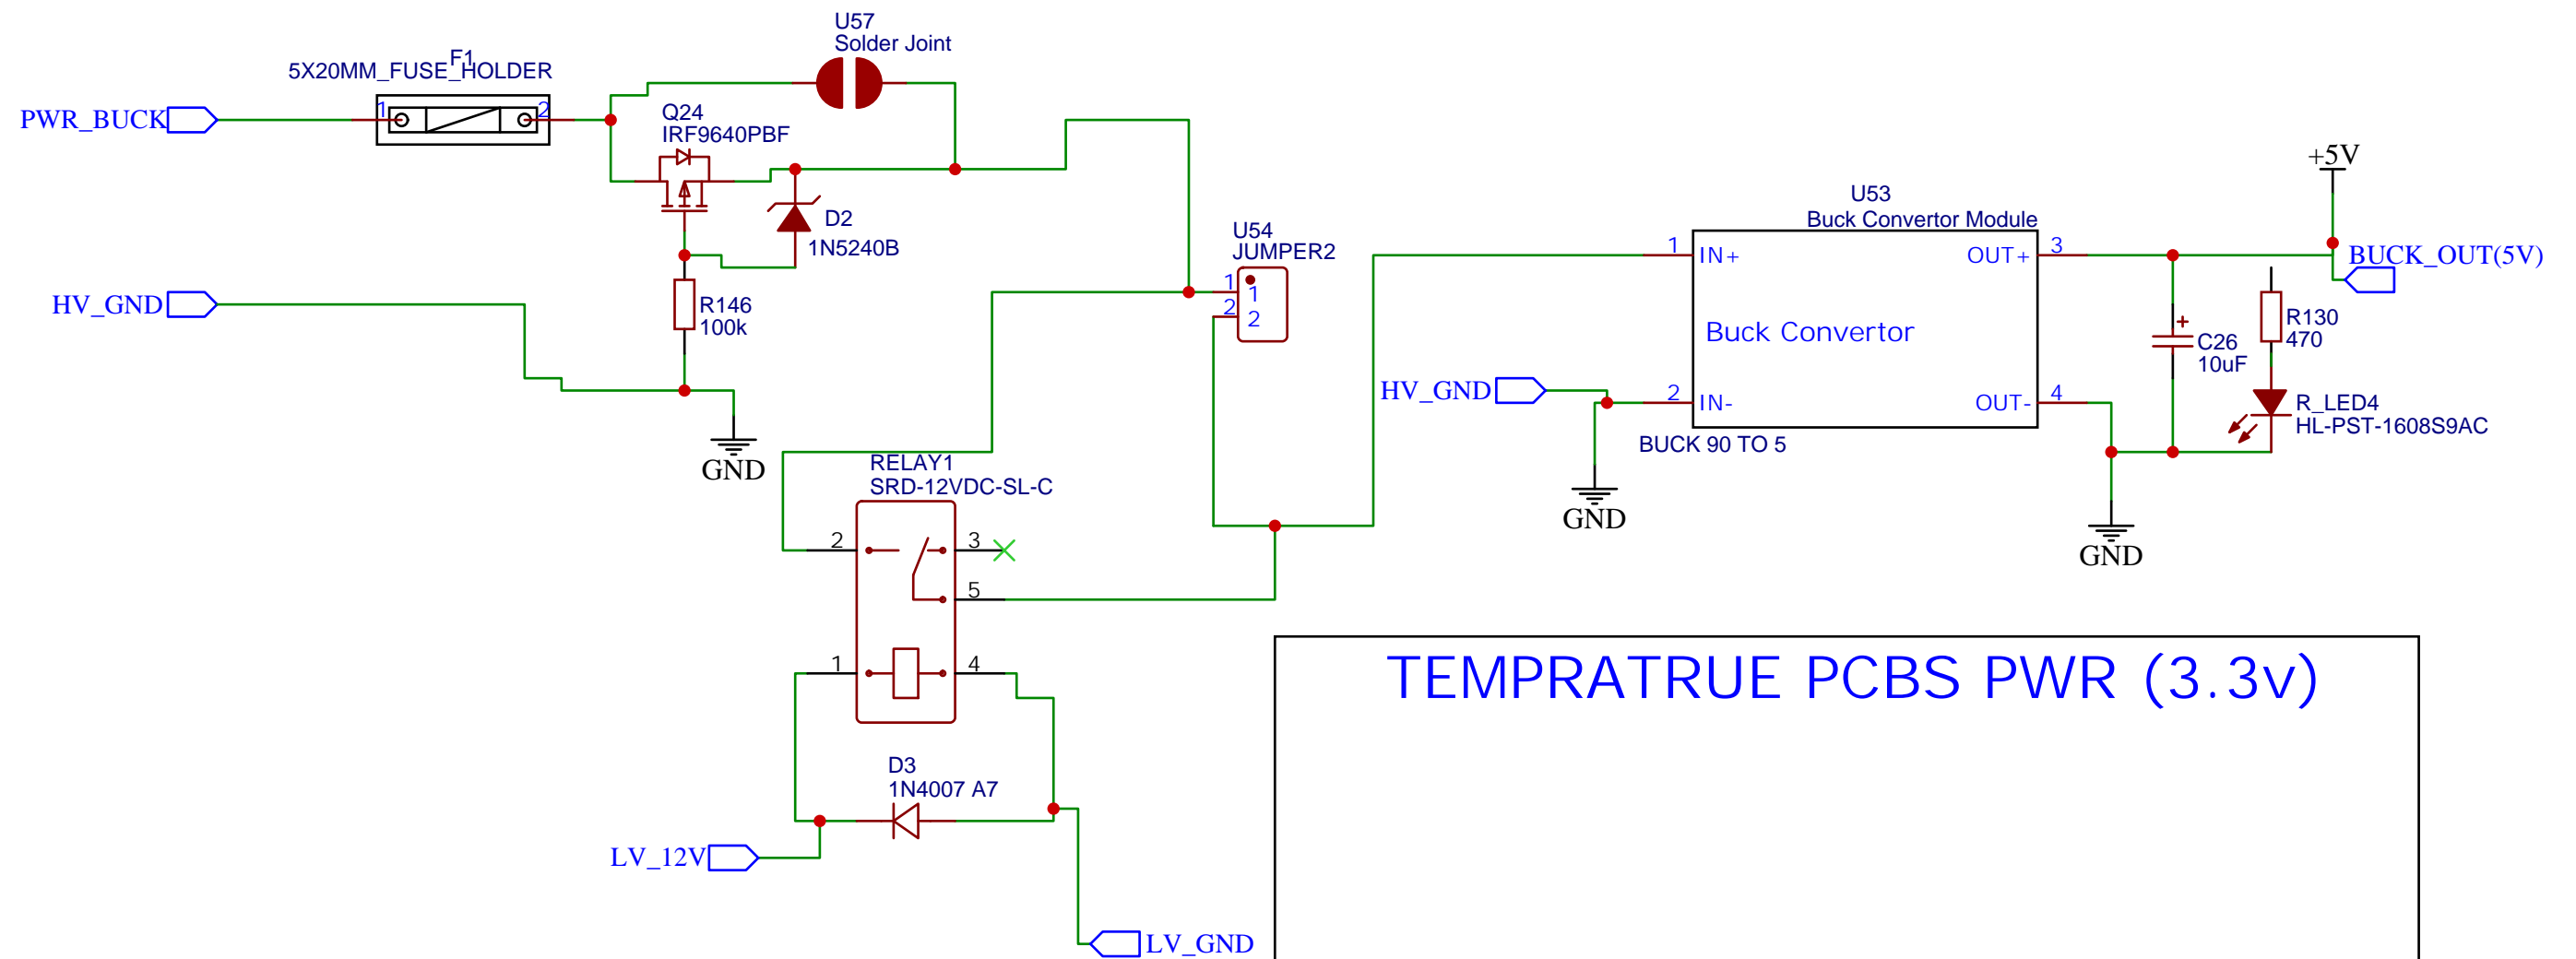 U57
Solder Joint
F1
5X20MM_FUSE_HOLDER
1
2
PWR_BUCK
Q24
IRF9640PBF
D2
1N5240B
HV_GND
R146
100k
GND
U54
JUMPER2
1
1
2
2
U53
Buck Convertor Module
1
IN+
OUT+
3
Buck Convertor
HV_GND
2
IN-
OUT-
4
BUCK 90 TO 5
GND
+5V
BUCK_OUT(5V)
R130
470
C26
10uF
+
R_LED4
HL-PST-1608S9AC
GND
RELAY1
SRD-12VDC-SL-C
2
3
5
1
4
D3
1N4007 A7
LV_12V
LV_GND
TEMPRATRUE PCBS PWR (3.3v)